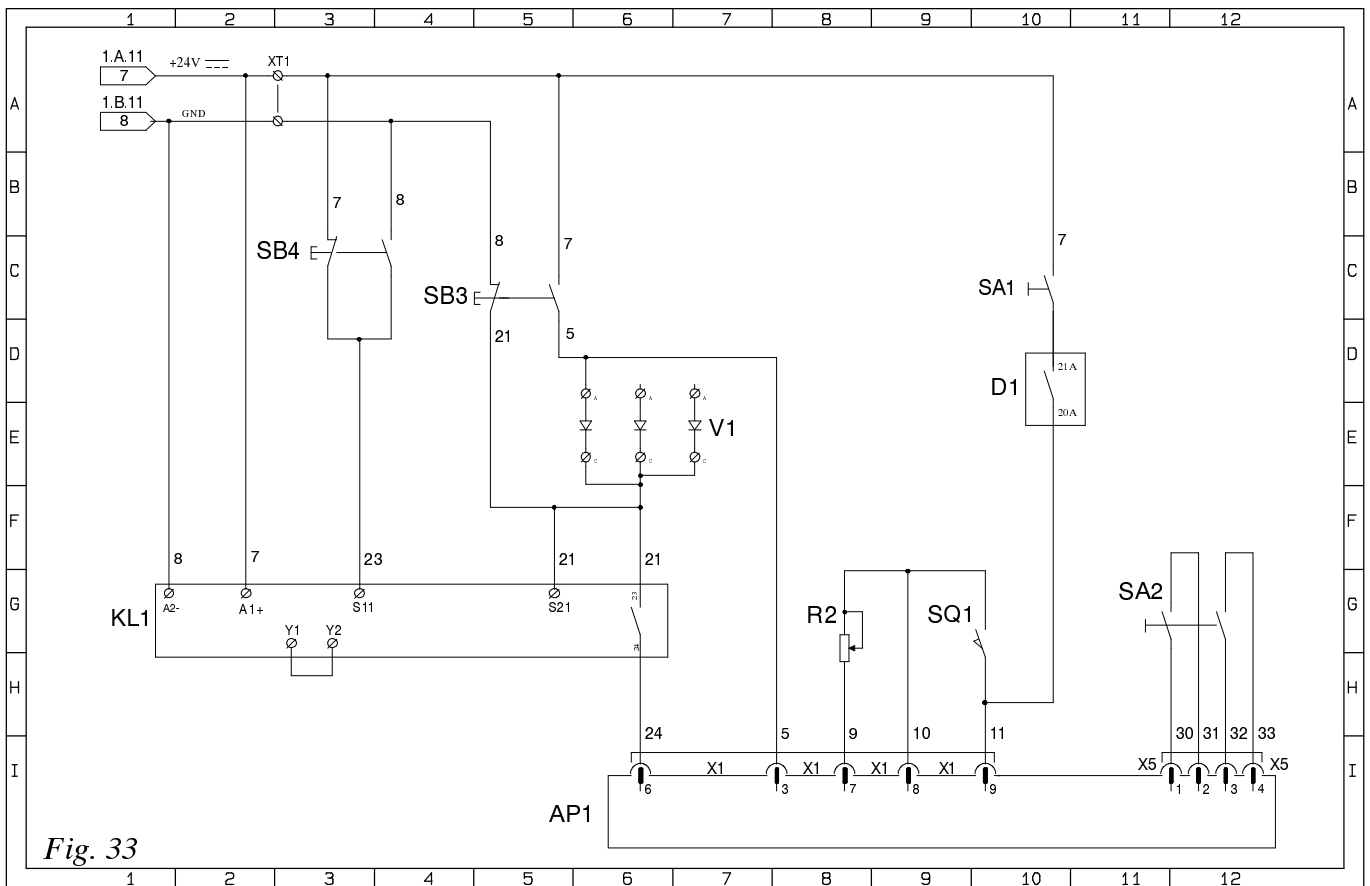 1 2 3 4 5 6 7 8 9 10 11 12
1.A.11
7
+24V
XT1
A A
1.B.11
8
GND
B B
7 8
8 7 7
SB4
C C
SA1
SB3
21 5
D D
21A
D1
20A
A A A
V1
E E
C C C
F F
8 7 23 21 21
KL1
A2- A1+ S11 S21 23
G G
Y1 Y2
24
R2 SQ1 SA2
H H
24 5 9 10 11 30 31 32 33
I I
X1 X1 X1 X1 X5 X5
6 3 7 8 9 1 2 3 4
AP1
Fig. 33
1 2 3 4 5 6 7 8 9 10 11 12